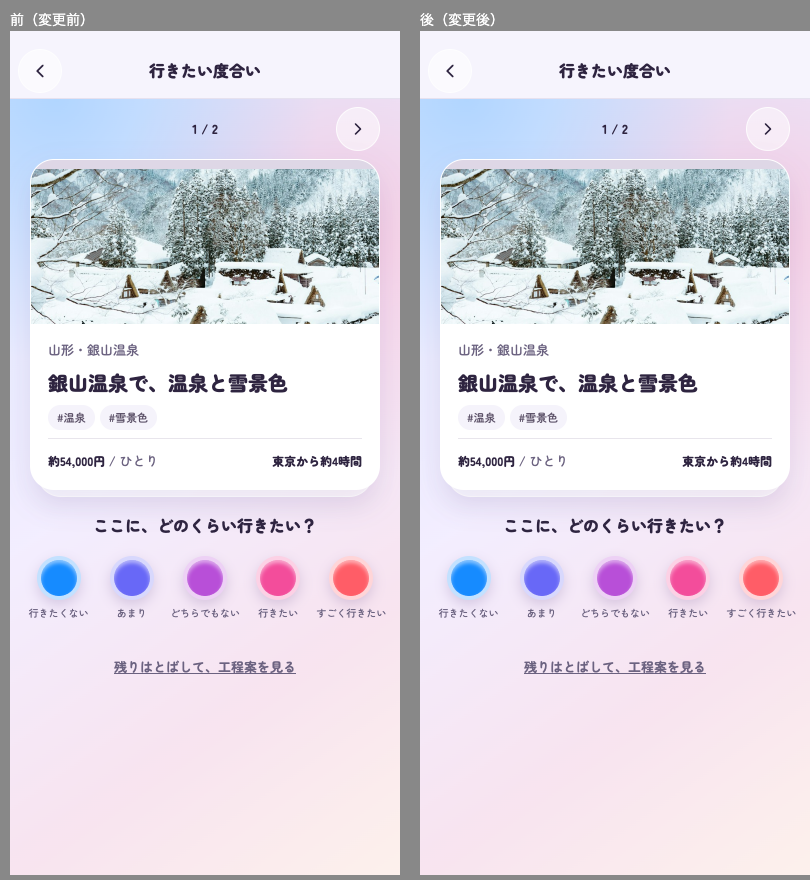 前（変更前）
行きたい度合い
1 / 2
山形・銀山温泉
銀山温泉で、温泉と雪景色
#温泉 #雪景色
約54,000円 / ひとり 東京から約4時間
ここに、どのくらい行きたい？
行きたくない あまり どちらでもない 行きたい すごく行きたい
残りはとばして、工程案を見る
後（変更後）
行きたい度合い
1 / 2
山形・銀山温泉
銀山温泉で、温泉と雪景色
#温泉 #雪景色
約54,000円 / ひとり 東京から約4時間
ここに、どのくらい行きたい？
行きたくない あまり どちらでもない 行きたい すごく行きたい
残りはとばして、工程案を見る